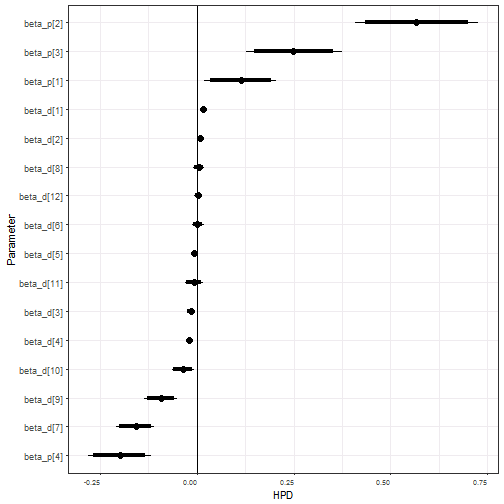 beta_p[2]
beta_p[3]
beta_p[1]
beta_d[1]
beta_d[2]
beta_d[8]
beta_d[12]
beta_d[6]
beta_d[5]
beta_d[11]
beta_d[3]
beta_d[4]
beta_d[10]
beta_d[9]
beta_d[7]
beta_p[4]
Parameter
-0.25 0.00 0.25 0.50 0.75
HPD